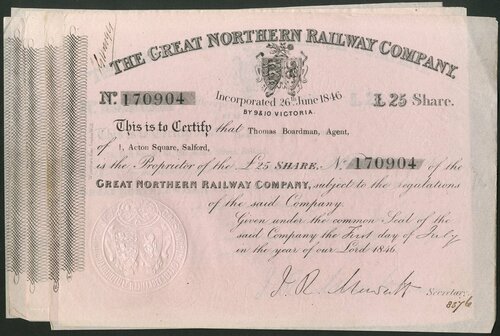 THE GREAT NORTHERN RAILWAY COMPANY.
No. 170904
Incorporated 26th June 1846
BY 9 & 10 VICTORIA.
£25 Share.
This is to Certify that Thomas Boardman, Agent,
of 1, Acton Square, Salford,
is the Proprietor of the £25 SHARE, No. 170904 of the
GREAT NORTHERN RAILWAY COMPANY, subject to the regulations
of the said Company.
Given under the common Seal of the
said Company the First day of July
in the year of our Lord 1846.
J. R. Mowatt Secretary